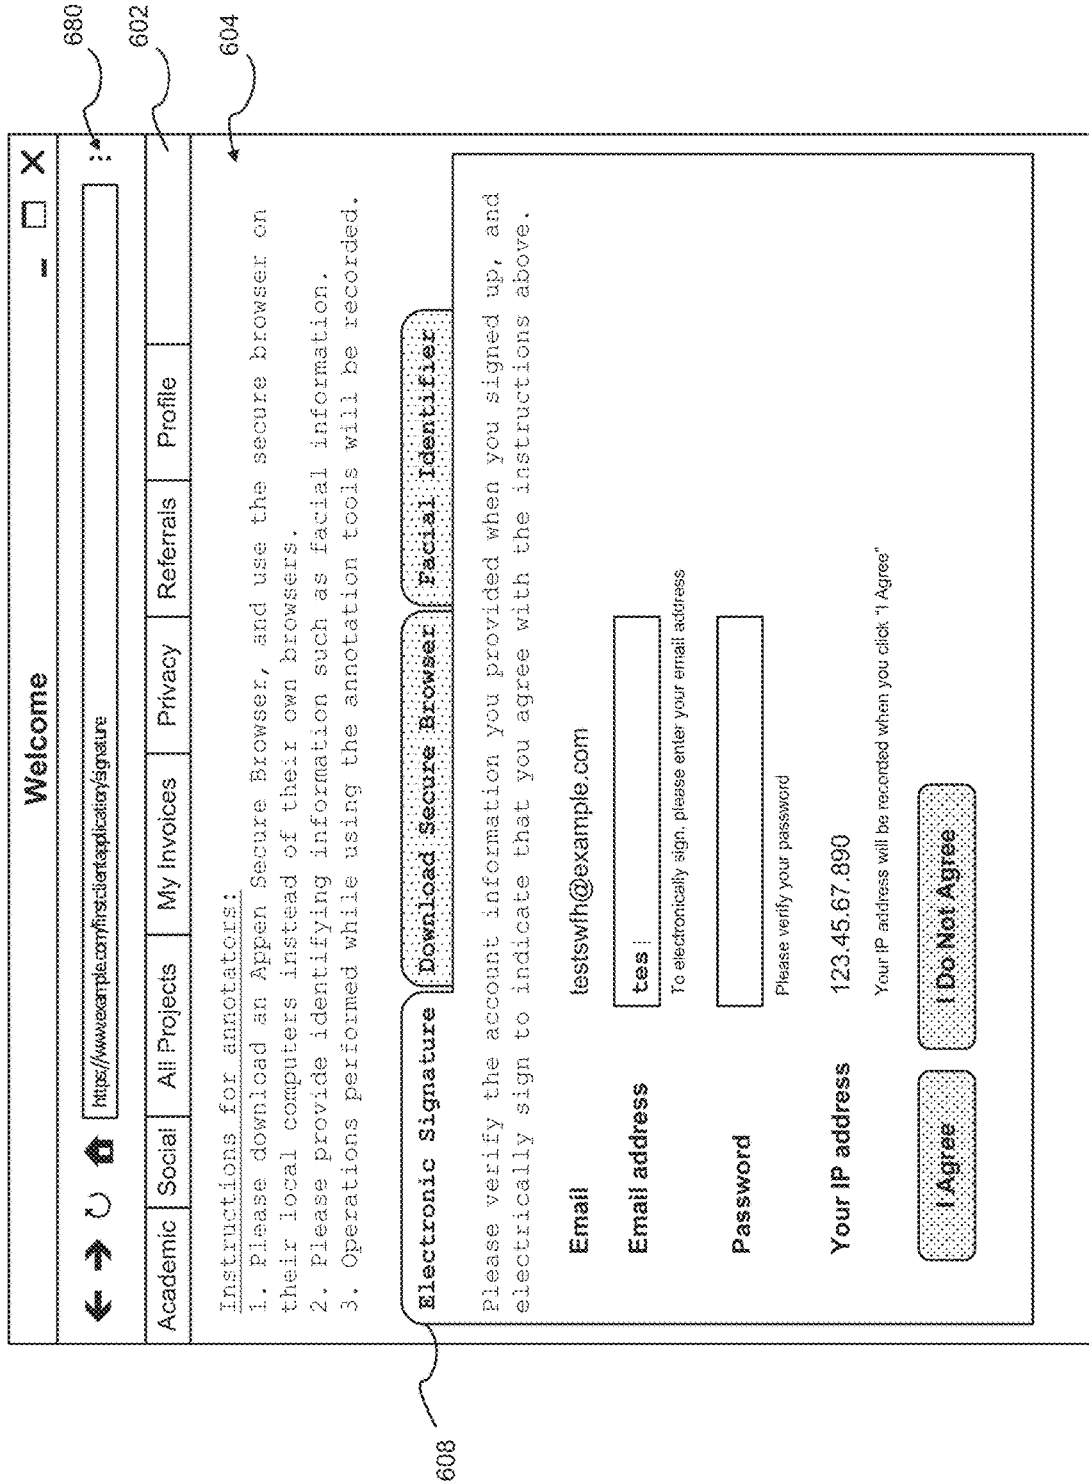 680
602
604
Welcome
https://www.example.com/firstclientapplication/signature
Academic Social All Projects My Invoices Privacy Referrals Profile
Instructions for annotators:
1. Please download an Appen Secure Browser, and use the secure browser on
their local computers instead of their own browsers.
2. Please provide identifying information such as facial information.
3. Operations performed while using the annotation tools will be recorded.
608
Electronic Signature Download Secure Browser Facial Identifier
Please verify the account information you provided when you signed up, and
electrically sign to indicate that you agree with the instructions above.
Email testswfh@example.com
Email address tes
To electronically sign, please enter your email address
Password
Please verify your password
Your IP address 123.45.67.890
Your IP address will be recorded when you click "I Agree"
I Agree I Do Not Agree